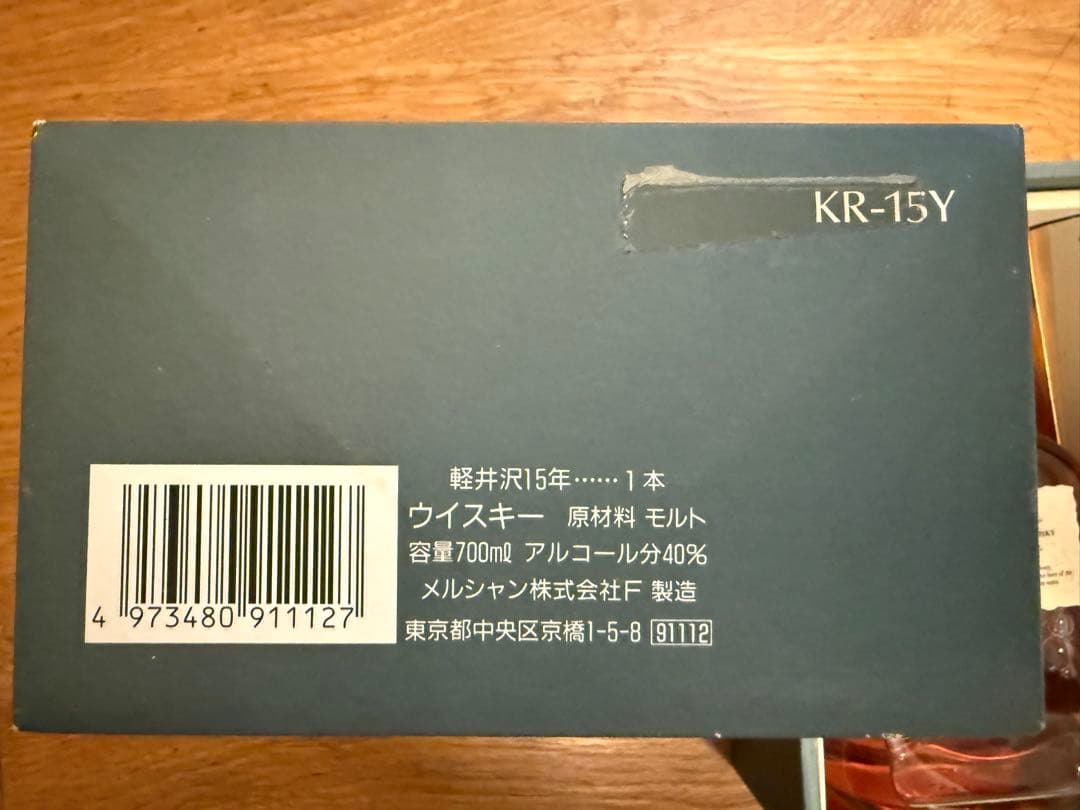 KR-15Y
軽井沢15年……1本
ウイスキー 原材料 モルト
容量700mℓ アルコール分40%
メルシャン株式会社F 製造
東京都中央区京橋1-5-8 91112
4 973480 911127